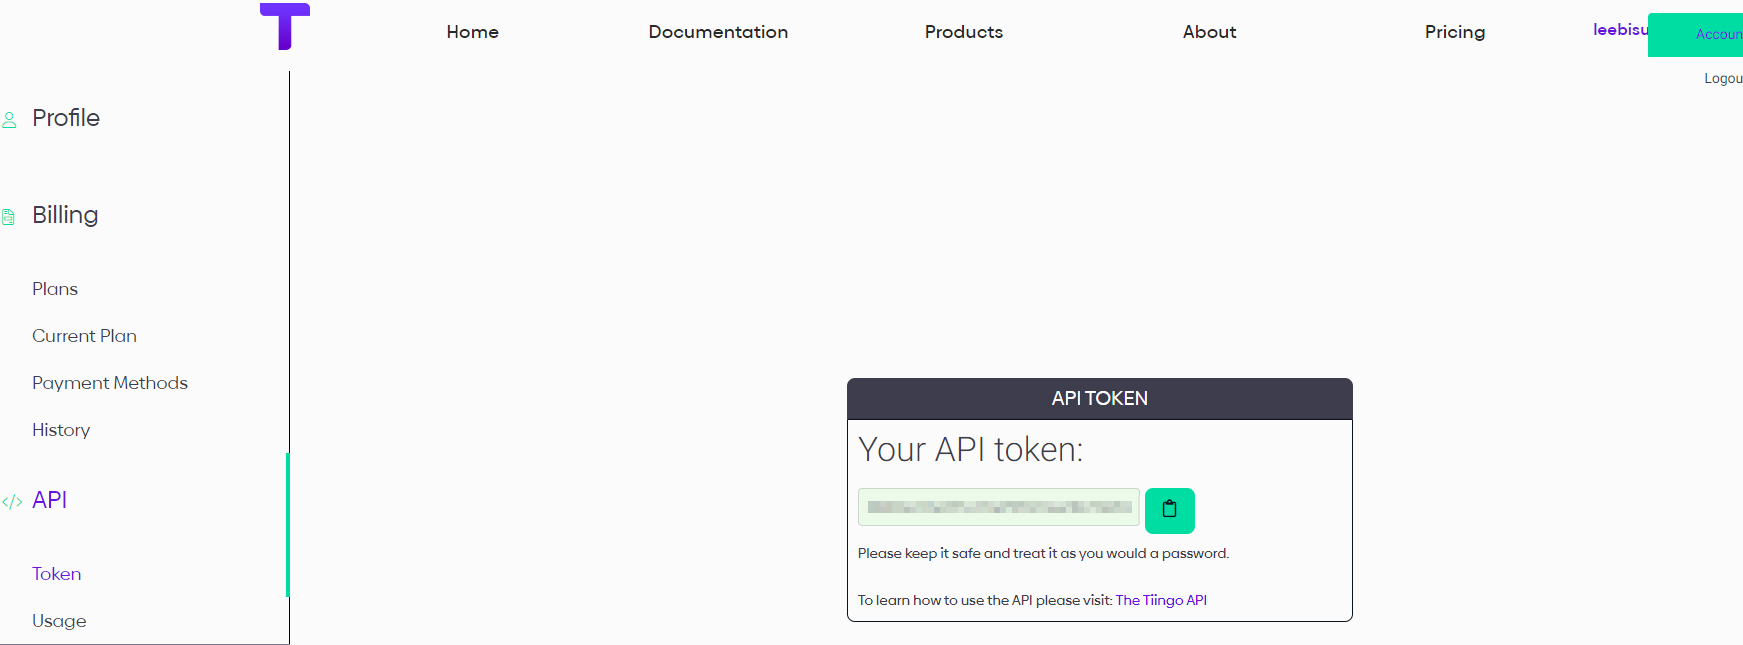 Home Documentation Products About Pricing leebisu Accoun
Logou
Profile
Billing
Plans
Current Plan
Payment Methods
History
API
Token
Usage
API TOKEN
Your API token:
Please keep it safe and treat it as you would a password.
To learn how to use the API please visit: The Tiingo API